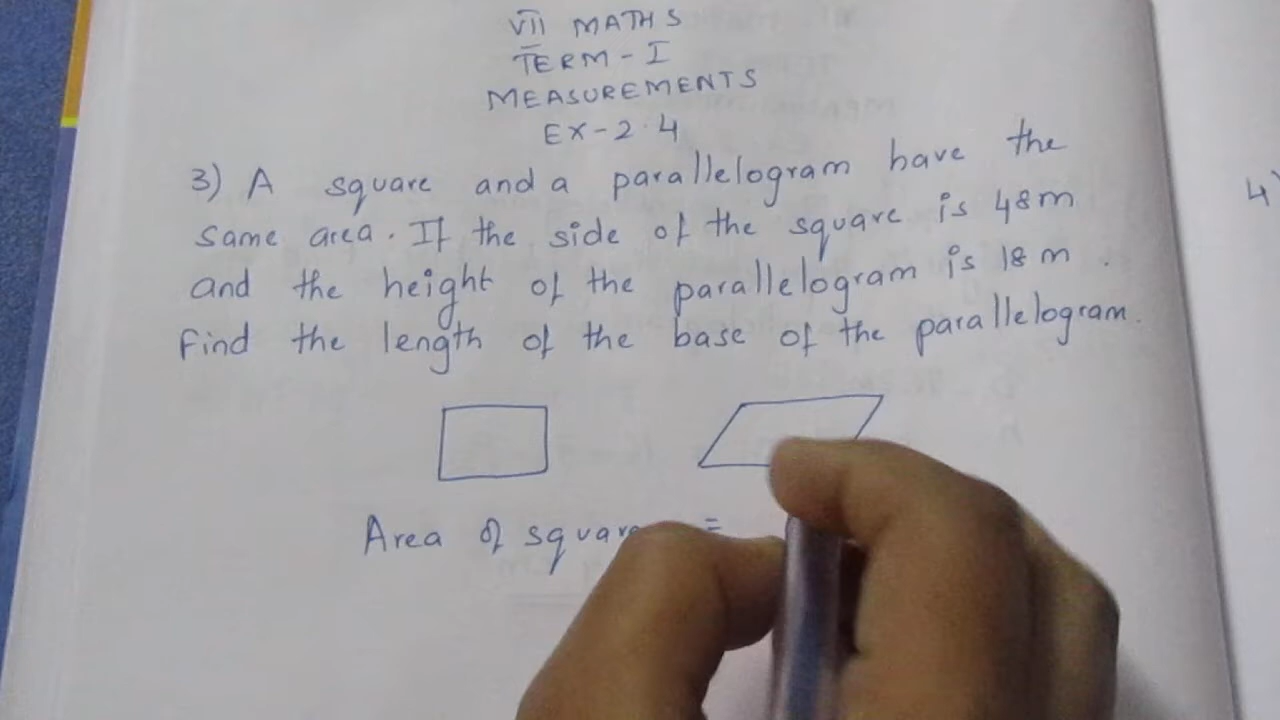 VII MATHS
TERM - I
MEASUREMENTS
EX-2.4
3) A square and a parallelogram have the
same area. If the side of the square is 48m
and the height of the parallelogram is 18 m.
Find the length of the base of the parallelogram.
Area of square =
4)